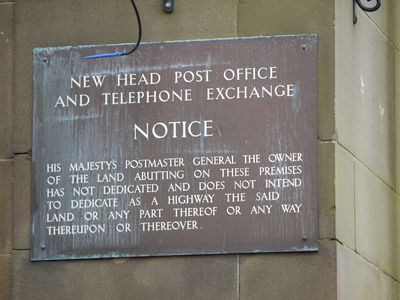 NEW HEAD POST OFFICE
AND TELEPHONE EXCHANGE
NOTICE
HIS MAJESTY'S POSTMASTER GENERAL THE OWNER
OF THE LAND ABUTTING ON THESE PREMISES
HAS NOT DEDICATED AND DOES NOT INTEND
TO DEDICATE AS A HIGHWAY THE SAID
LAND OR ANY PART THEREOF OR ANY WAY
THEREUPON OR THEREOVER.